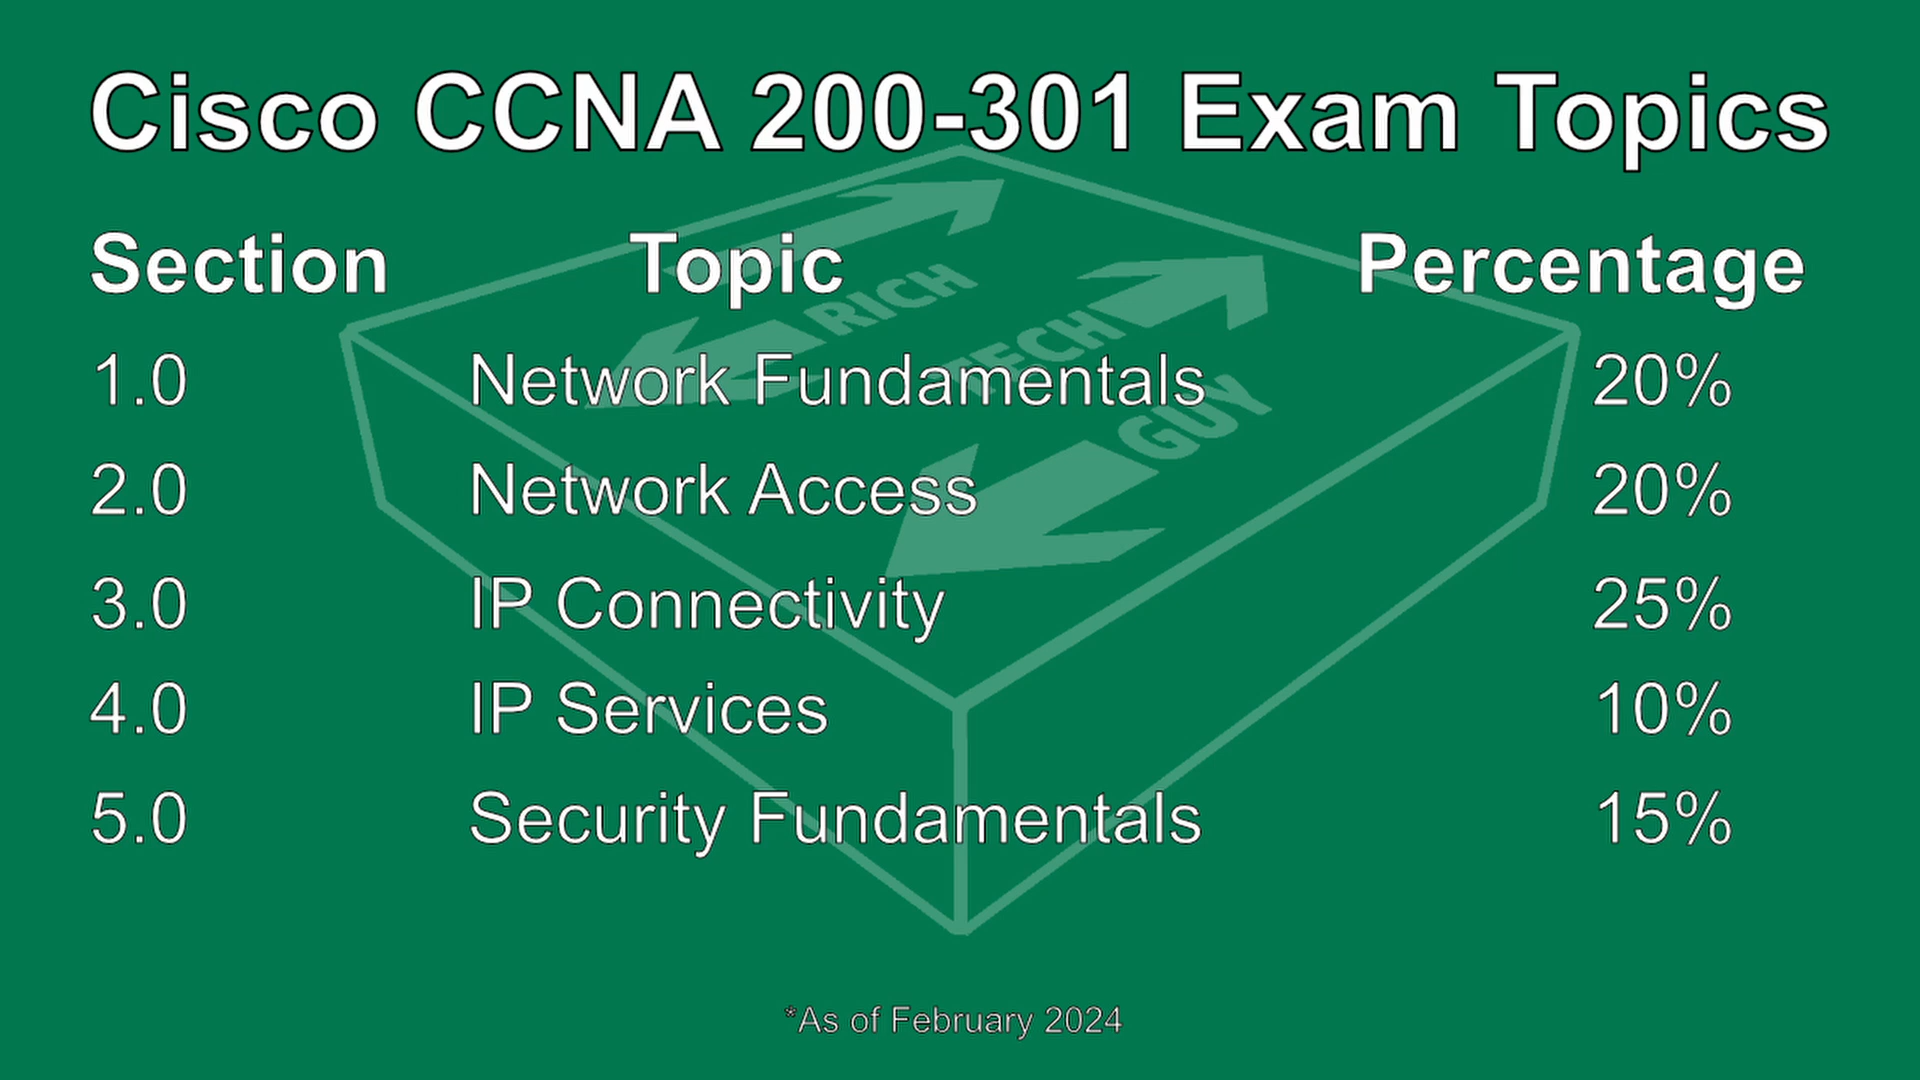 Cisco CCNA 200-301 Exam Topics
Section Topic Percentage
RICH
TECH
GUY
1.0 Network Fundamentals 20%
2.0 Network Access 20%
3.0 IP Connectivity 25%
4.0 IP Services 10%
5.0 Security Fundamentals 15%
*As of February 2024